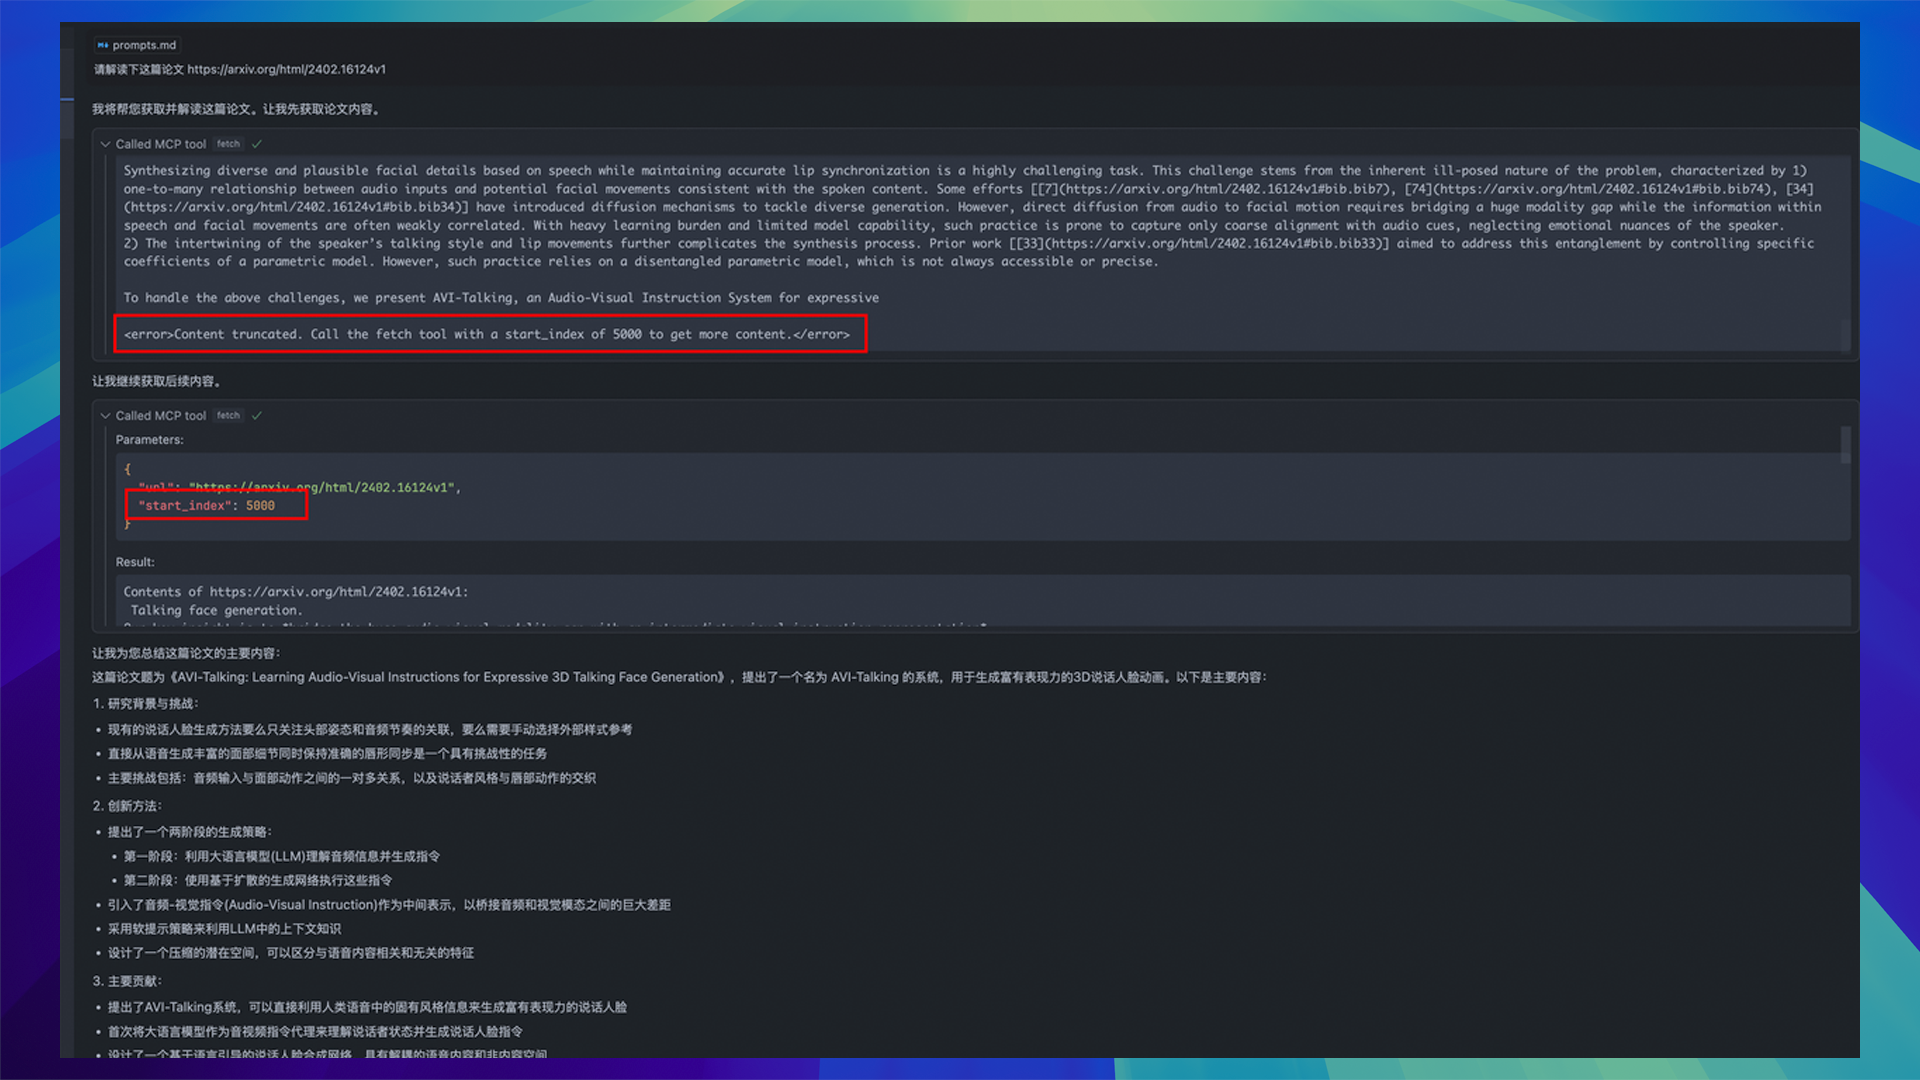 prompts.md
请解读下这篇论文 https://arxiv.org/html/2402.16124v1
我将帮您获取并解读这篇论文。让我先获取论文内容。
Called MCP tool fetch
Synthesizing diverse and plausible facial details based on speech while maintaining accurate lip synchronization is a highly challenging task. This challenge stems from the inherent ill-posed nature of the problem, characterized by 1)
one-to-many relationship between audio inputs and potential facial movements consistent with the spoken content. Some efforts [[7](https://arxiv.org/html/2402.16124v1#bib.bib7), [74](https://arxiv.org/html/2402.16124v1#bib.bib74), [34]
(https://arxiv.org/html/2402.16124v1#bib.bib34)] have introduced diffusion mechanisms to tackle diverse generation. However, direct diffusion from audio to facial motion requires bridging a huge modality gap while the information within
speech and facial movements are often weakly correlated. With heavy learning burden and limited model capability, such practice is prone to capture only coarse alignment with audio cues, neglecting emotional nuances of the speaker.
2) The intertwining of the speaker's talking style and lip movements further complicates the synthesis process. Prior work [[33](https://arxiv.org/html/2402.16124v1#bib.bib33)] aimed to address this entanglement by controlling specific
coefficients of a parametric model. However, such practice relies on a disentangled parametric model, which is not always accessible or precise.
To handle the above challenges, we present AVI-Talking, an Audio-Visual Instruction System for expressive
<error>Content truncated. Call the fetch tool with a start_index of 5000 to get more content.</error>
让我继续获取后续内容。
Called MCP tool fetch
Parameters:
{
"url": "https://arxiv.org/html/2402.16124v1",
"start_index": 5000
}
Result:
Contents of https://arxiv.org/html/2402.16124v1:
Talking face generation.
让我为您总结这篇论文的主要内容：
这篇论文题为《AVI-Talking: Learning Audio-Visual Instructions for Expressive 3D Talking Face Generation》，提出了一个名为 AVI-Talking 的系统，用于生成富有表现力的3D说话人脸动画。以下是主要内容：
1. 研究背景与挑战：
• 现有的说话人脸生成方法要么只关注头部姿态和音频节奏的关联，要么需要手动选择外部样式参考
• 直接从语音生成丰富的面部细节同时保持准确的唇形同步是一个具有挑战性的任务
• 主要挑战包括：音频输入与面部动作之间的一对多关系，以及说话者风格与唇部动作的交织
2. 创新方法：
• 提出了一个两阶段的生成策略：
• 第一阶段：利用大语言模型(LLM)理解音频信息并生成指令
• 第二阶段：使用基于扩散的生成网络执行这些指令
• 引入了音频-视觉指令(Audio-Visual Instruction)作为中间表示，以桥接音频和视觉模态之间的巨大差距
• 采用软提示策略来利用LLM中的上下文知识
• 设计了一个压缩的潜在空间，可以区分与语音内容相关和无关的特征
3. 主要贡献：
• 提出了AVI-Talking系统，可以直接利用人类语音中的固有风格信息来生成富有表现力的说话人脸
• 首次将大语言模型作为音视频指令代理来理解说话者状态并生成说话人脸指令
• 设计了一个基于语言引导的说话人脸合成网络，具有解耦的语音内容和非内容空间